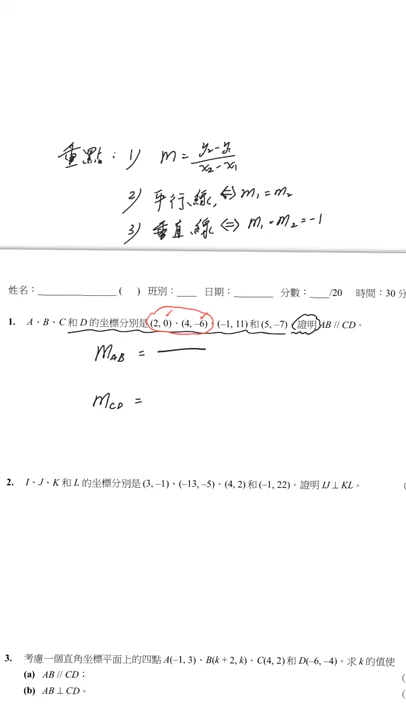 重點：1) m = (y₂ - y₁)/(x₂ - x₁)
2) 平行線 ⇔ m₁ = m₂
3) 垂直線 ⇔ m₁ · m₂ = -1
姓名：____________ ( ) 班別：____ 日期：________ 分數：____/20 時間：30 分
1. A、B、C 和 D 的坐標分別是 (2, 0)、(4, –6)、(–1, 11) 和 (5, –7)。證明 AB // CD。
m_AB = ———
m_CD =
2. I、J、K 和 L 的坐標分別是 (3, –1)、(–13, –5)、(4, 2) 和 (–1, 22)。證明 IJ ⊥ KL。 (
3. 考慮一個直角坐標平面上的四點 A(–1, 3)、B(k + 2, k)、C(4, 2) 和 D(–6, –4)。求 k 的值使
(a) AB // CD； (
(b) AB ⊥ CD。 (